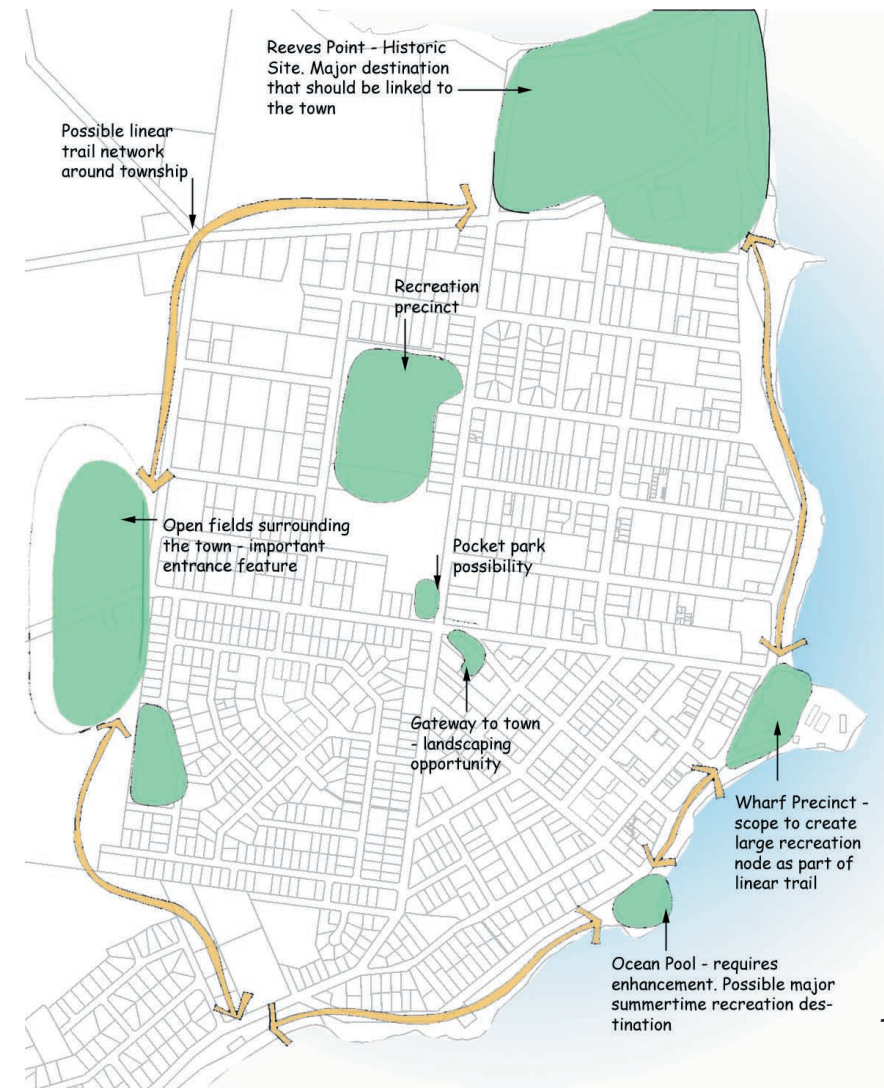 Reeves Point - Historic
Site. Major destination
that should be linked to
the town
Possible linear
trail network
around township
Recreation
precinct
Open fields surrounding
the town - important
entrance feature
Pocket park
possibility
Gateway to town
- landscaping
opportunity
Wharf Precinct -
scope to create
large recreation
node as part of
linear trail
Ocean Pool - requires
enhancement. Possible major
summertime recreation des-
tination